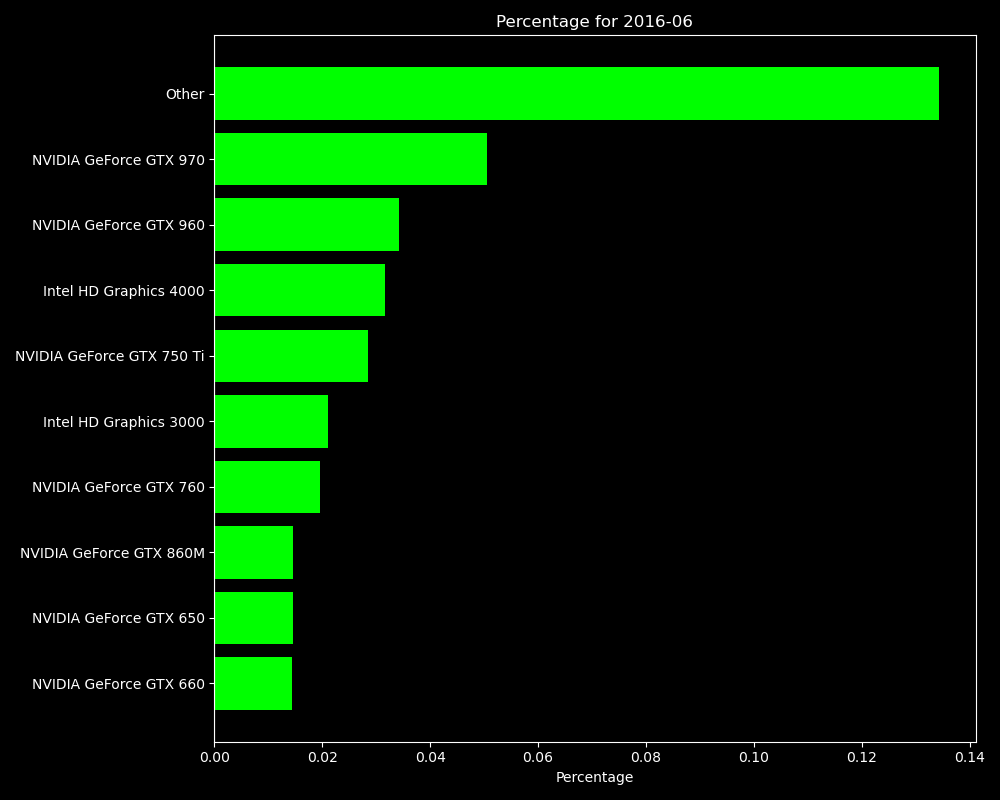 Percentage for 2016-06
Other
NVIDIA GeForce GTX 970
NVIDIA GeForce GTX 960
Intel HD Graphics 4000
NVIDIA GeForce GTX 750 Ti
Intel HD Graphics 3000
NVIDIA GeForce GTX 760
NVIDIA GeForce GTX 860M
NVIDIA GeForce GTX 650
NVIDIA GeForce GTX 660
0.00 0.02 0.04 0.06 0.08 0.10 0.12 0.14
Percentage